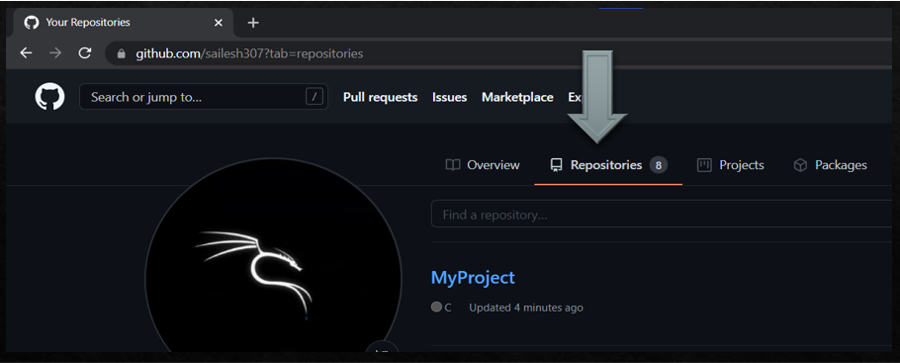 Your Repositories
github.com/sailesh307?tab=repositories
Search or jump to... /
Pull requests Issues Marketplace
Overview Repositories 8 Projects Packages
Find a repository...
MyProject
C Updated 4 minutes ago